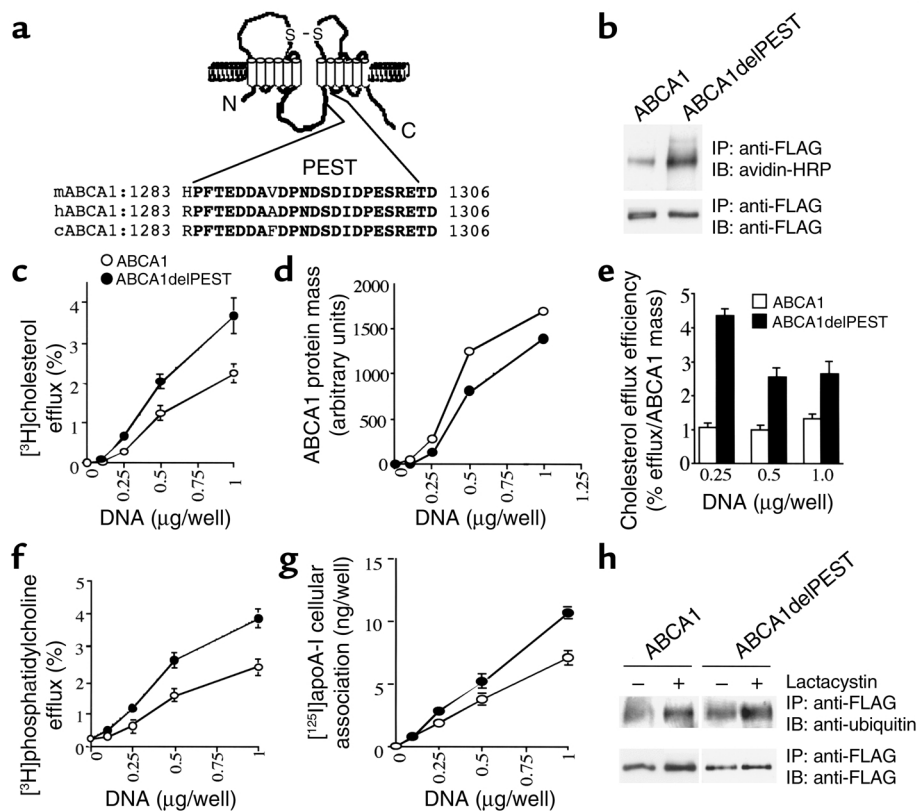 a
S - S
N
C
PEST
mABCA1:1283 HPFTEDDAVDPNDSDIDPESRETD 1306
hABCA1:1283 RPFTEDDAADPNDSDIDPESRETD 1306
cABCA1:1283 RPFTEDDAFDPNDSDIDPESRETD 1306
b
ABCA1
ABCA1delPEST
IP: anti-FLAG
IB: avidin-HRP
IP: anti-FLAG
IB: anti-FLAG
c
ABCA1
ABCA1delPEST
[³H]cholesterol
efflux (%)
4
3
2
1
0
0
0.25
0.5
0.75
1
DNA (µg/well)
d
ABCA1 protein mass
(arbitrary units)
1500
1000
500
0
0
0.25
0.5
0.75
1
1.25
DNA (µg/well)
e
ABCA1
ABCA1delPEST
Cholesterol efflux efficiency
(% efflux/ABCA1 mass)
5
4
3
2
1
0
0.25 0.5 1.0
DNA (µg/well)
f
[³H]phosphatidylcholine
efflux (%)
5
4
3
2
1
0
0
0.25
0.5
0.75
1
DNA (µg/well)
g
[¹²⁵I]apoA-I cellular
association (ng/well)
15
10
5
0
0
0.25
0.5
0.75
1
DNA (µg/well)
h
ABCA1
ABCA1delPEST
– + – + Lactacystin
IP: anti-FLAG
IB: anti-ubiquitin
IP: anti-FLAG
IB: anti-FLAG